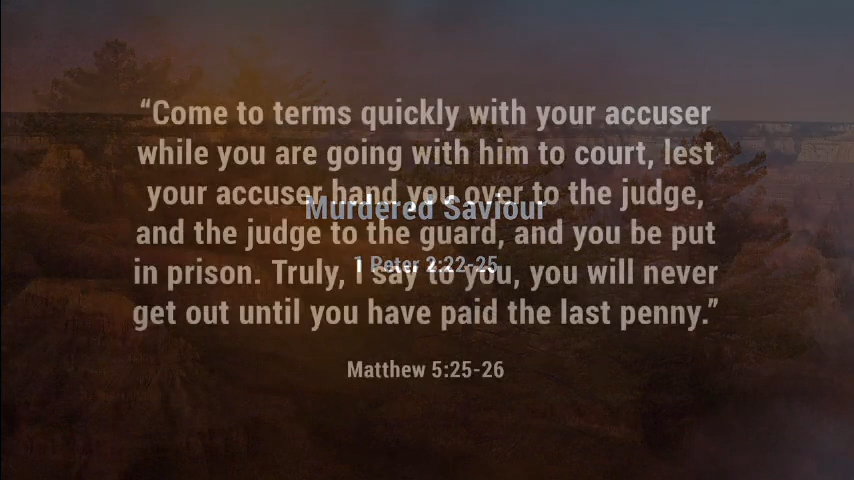 “Come to terms quickly with your accuser
while you are going with him to court, lest
your accuser hand you over to the judge,
Murdered Saviour
and the judge to the guard, and you be put
1 Peter 2:22-25
in prison. Truly, I say to you, you will never
get out until you have paid the last penny.”
Matthew 5:25-26